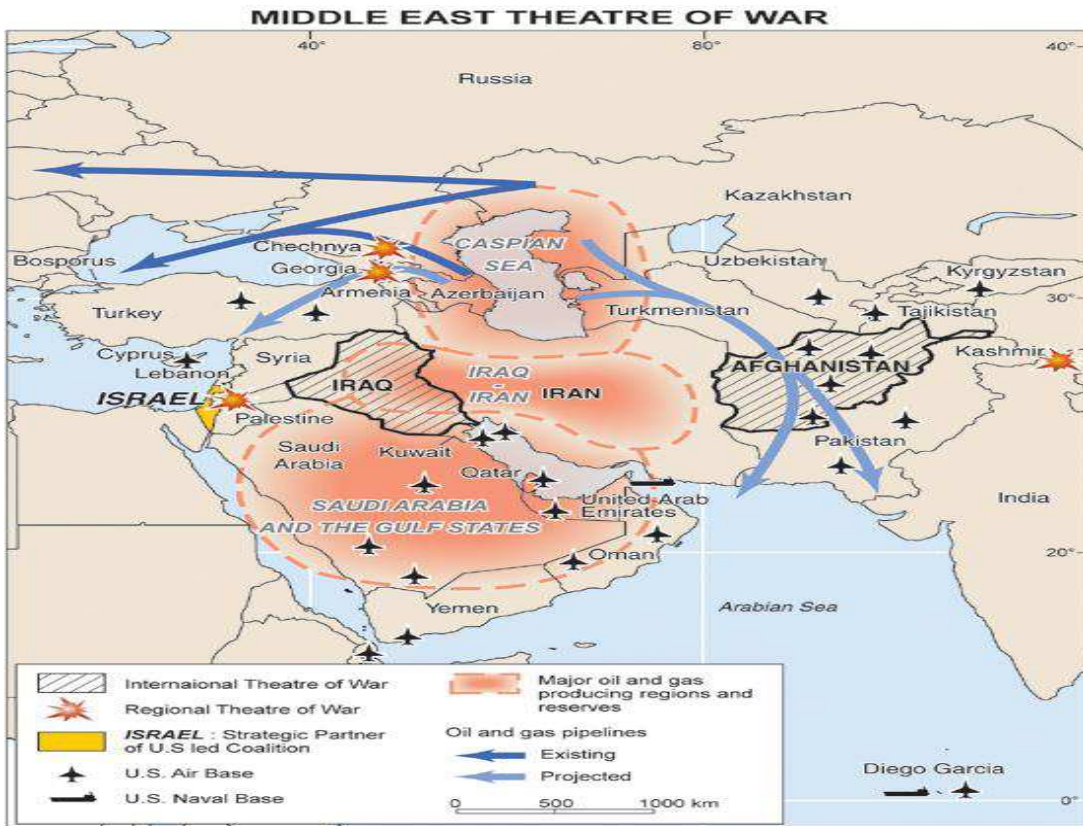 MIDDLE EAST THEATRE OF WAR
40°
80°
40°
Russia
Kazakhstan
CASPIAN
SEA
Chechnya
Bosporus
Georgia
Uzbekistan
Kyrgyzstan
Armenia
Azerbaijan
30°
Turkey
Turkmenistan
Tajikistan
Cyprus
Syria
Kashmir
Lebanon
AFGHANISTAN
IRAQ
IRAQ
-
IRAN
IRAN
ISRAEL
Palestine
Pakistan
Saudi
Arabia
Kuwait
Qatar
India
SAUDI ARABIA
AND THE GULF STATES
United Arab
Emirates
20°
Oman
Yemen
Arabian Sea
Internaional Theatre of War
Regional Theatre of War
ISRAEL : Strategic Partner
of U.S led Coalition
U.S. Air Base
U.S. Naval Base
Major oil and gas
producing regions and
reserves
Oil and gas pipelines
Existing
Projected
0 500 1000 km
Diego Garcia
0°